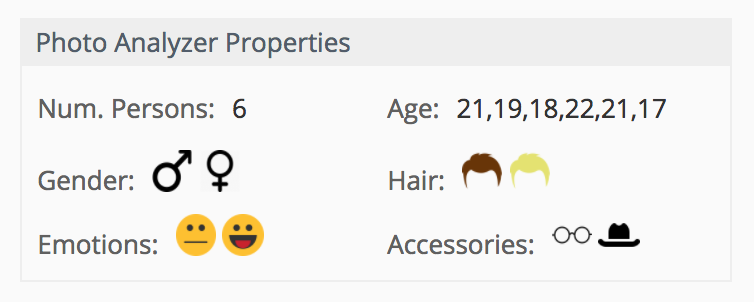 Photo Analyzer Properties
Num. Persons: 6 Age: 21,19,18,22,21,17
Gender: Hair:
Emotions: Accessories: